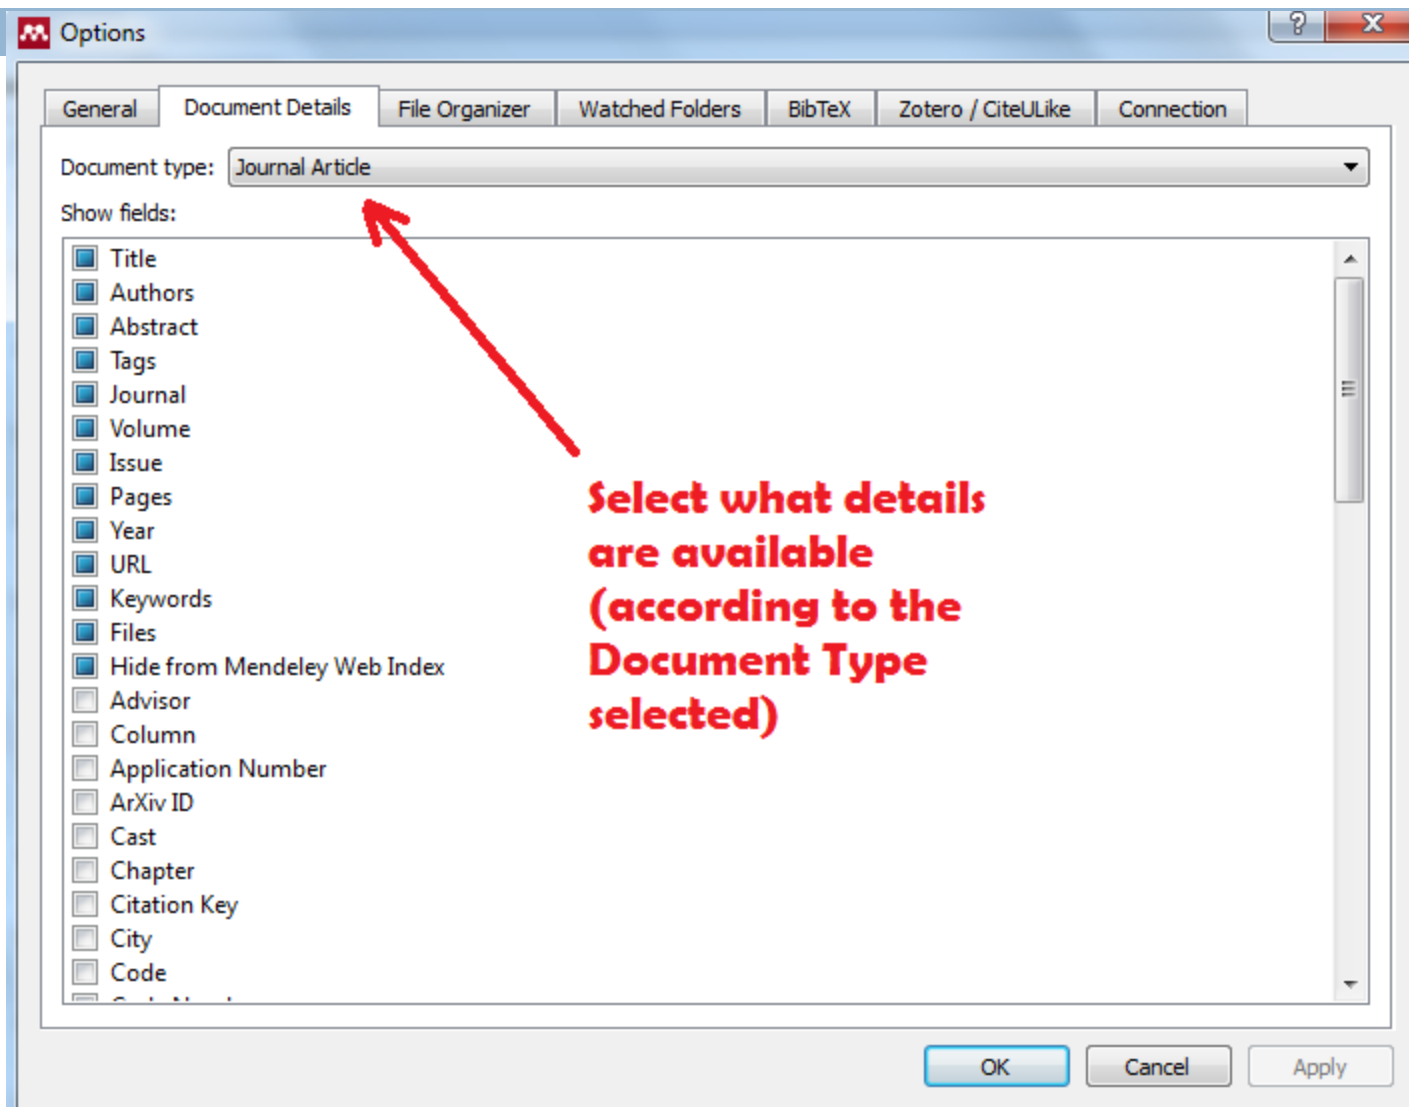 Options
General Document Details File Organizer Watched Folders BibTeX Zotero / CiteULike Connection
Document type: Journal Article
Show fields:
Title
Authors
Abstract
Tags
Journal
Volume
Issue
Pages
Year
URL
Keywords
Files
Hide from Mendeley Web Index
Advisor
Column
Application Number
ArXiv ID
Cast
Chapter
Citation Key
City
Code
Select what details
are available
(according to the
Document Type
selected)
OK Cancel Apply